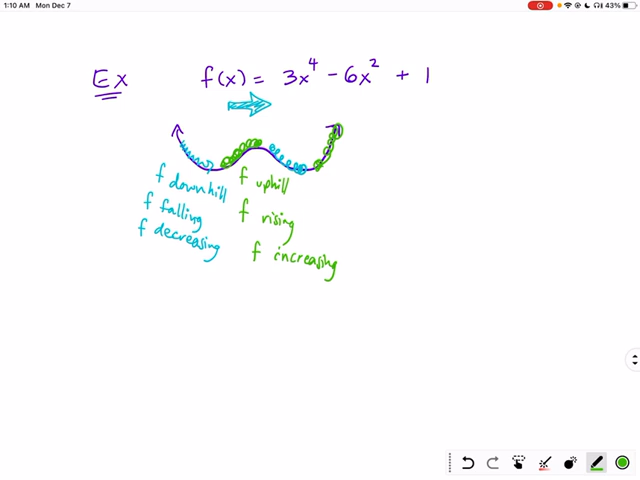 1:10 AM Mon Dec 7
43%
Ex f(x) = 3x⁴ - 6x² + 1
f downhill
f falling
f decreasing
f uphill
f rising
f increasing